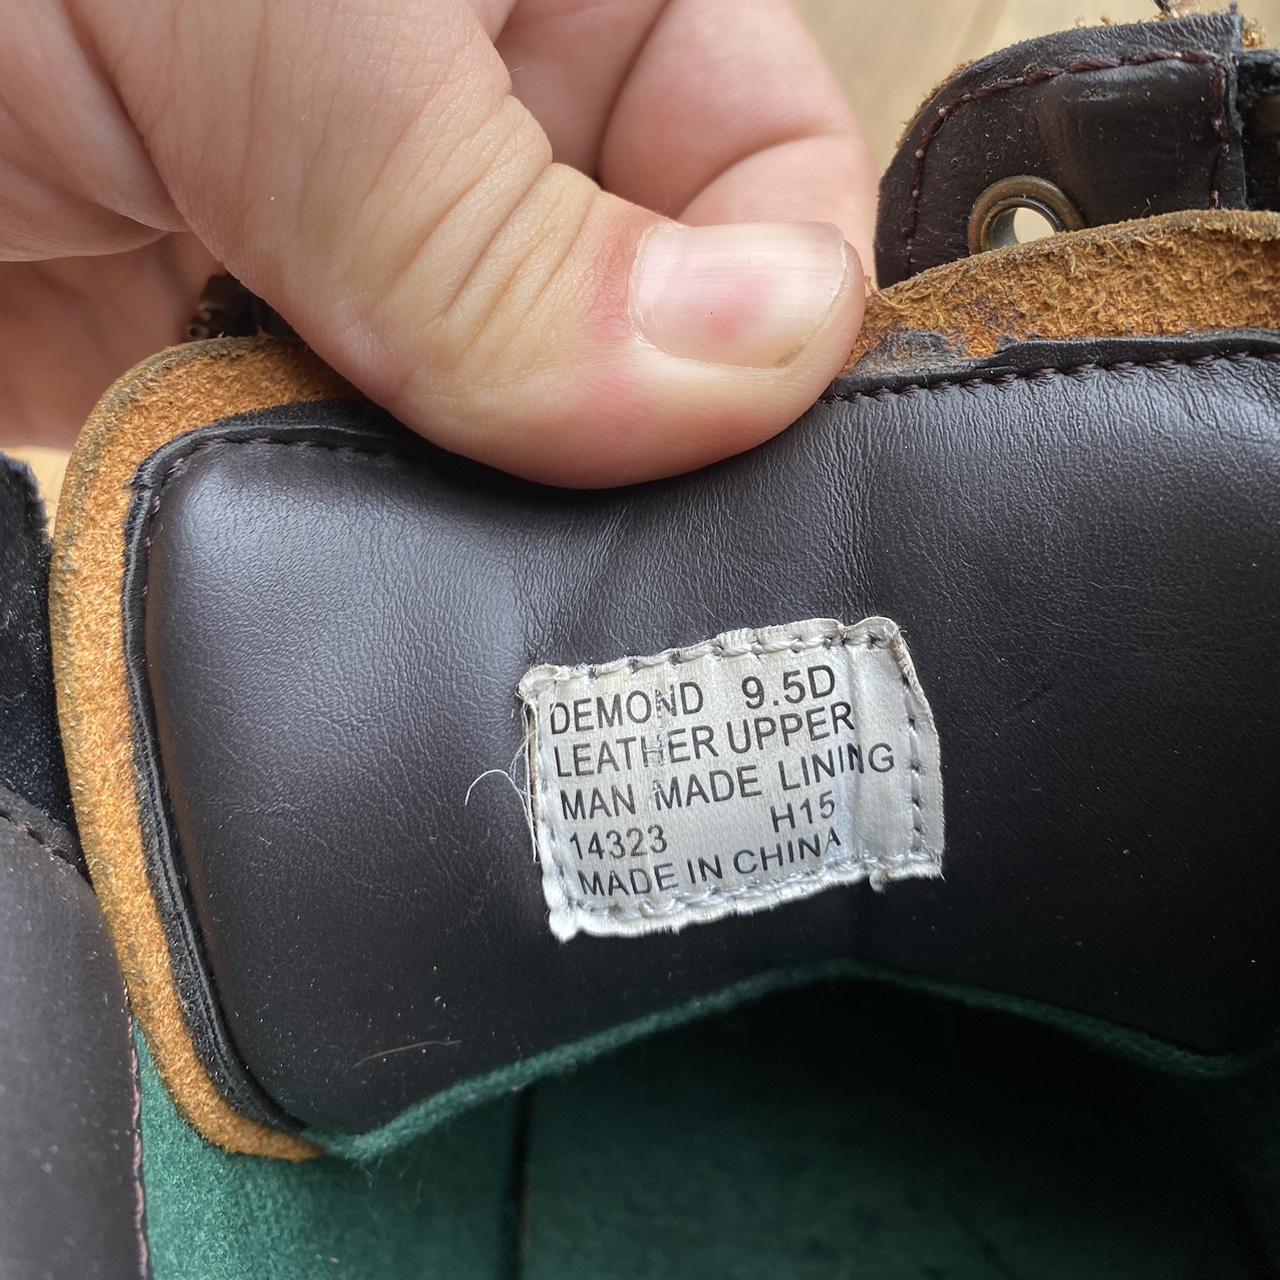 DEMOND 9.5D
LEATHER UPPER
MAN MADE LINING
14323 H15
MADE IN CHINA